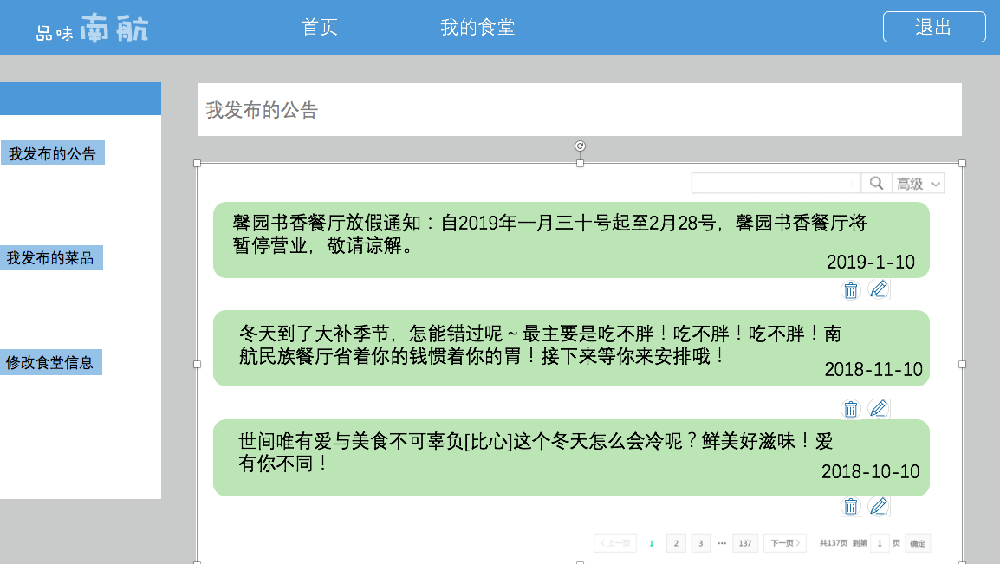 品味南航 首页 我的食堂 退出
我发布的公告
我发布的公告
我发布的菜品
修改食堂信息
高级
馨园书香餐厅放假通知：自2019年一月三十号起至2月28号，馨园书香餐厅将
暂停营业，敬请谅解。
2019-1-10
冬天到了大补季节，怎能错过呢～最主要是吃不胖！吃不胖！吃不胖！南
航民族餐厅省着你的钱惯着你的胃！接下来等你来安排哦！
2018-11-10
世间唯有爱与美食不可辜负[比心]这个冬天怎么会冷呢？鲜美好滋味！爱
有你不同！
2018-10-10
〈上一页 1 2 3 ··· 137 下一页〉 共137页 到第 1 页 确定